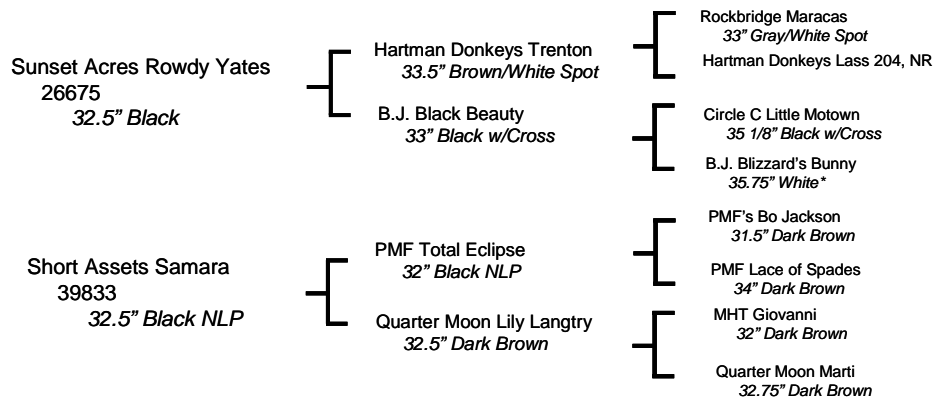 Sunset Acres Rowdy Yates
26675
32.5” Black
Hartman Donkeys Trenton
33.5” Brown/White Spot
B.J. Black Beauty
33” Black w/Cross
Rockbridge Maracas
33” Gray/White Spot
Hartman Donkeys Lass 204, NR
Circle C Little Motown
35 1/8” Black w/Cross
B.J. Blizzard’s Bunny
35.75” White*
Short Assets Samara
39833
32.5” Black NLP
PMF Total Eclipse
32” Black NLP
Quarter Moon Lily Langtry
32.5” Dark Brown
PMF’s Bo Jackson
31.5” Dark Brown
PMF Lace of Spades
34” Dark Brown
MHT Giovanni
32” Dark Brown
Quarter Moon Marti
32.75” Dark Brown